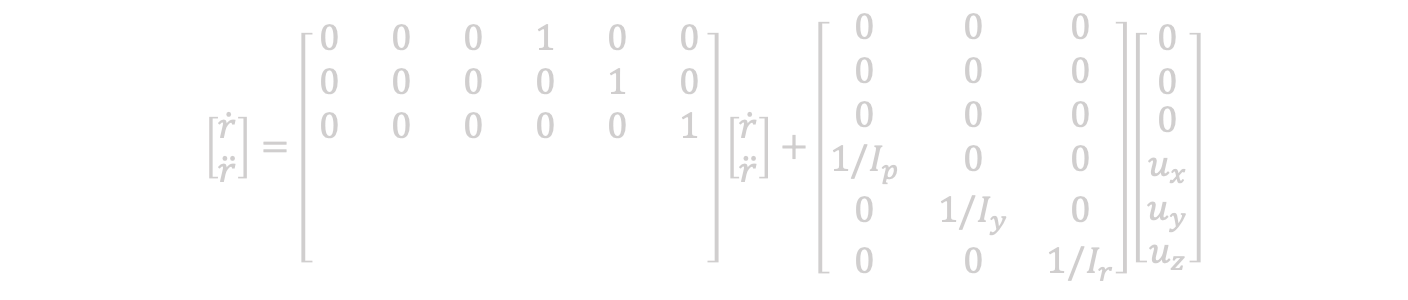 [ṙ r̈] = [0 0 0 1 0 0
0 0 0 0 1 0
0 0 0 0 0 1] [ṙ r̈] + [0 0 0
0 0 0
0 0 0
1/I_p 0 0
0 1/I_y 0
0 0 1/I_r] [0
0
0
u_x
u_y
u_z]